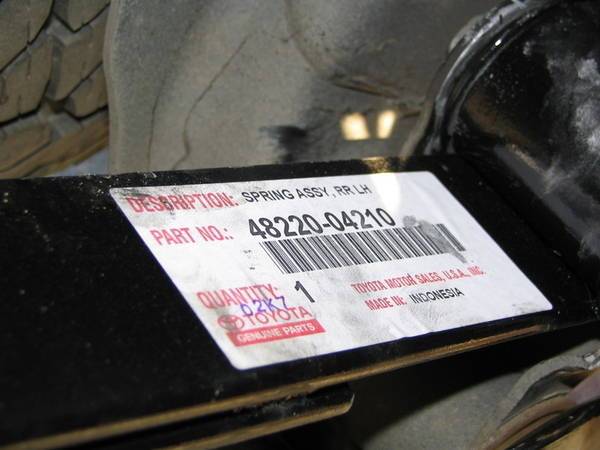 DESCRIPTION: SPRING ASSY, RR LH
PART NO.: 48220-04210
QUANTITY: 1
02K7
TOYOTA
GENUINE PARTS
TOYOTA MOTOR SALES, U.S.A., INC.
MADE IN: INDONESIA